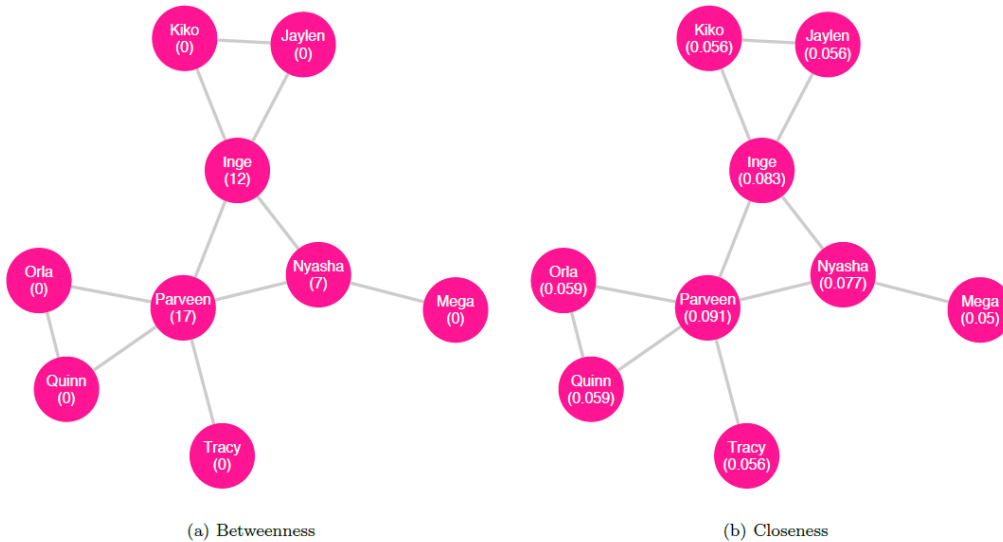 Kiko
(0)
Jaylen
(0)
Inge
(12)
Orla
(0)
Parveen
(17)
Nyasha
(7)
Mega
(0)
Quinn
(0)
Tracy
(0)
(a) Betweenness
Kiko
(0.056)
Jaylen
(0.056)
Inge
(0.083)
Orla
(0.059)
Parveen
(0.091)
Nyasha
(0.077)
Mega
(0.05)
Quinn
(0.059)
Tracy
(0.056)
(b) Closeness